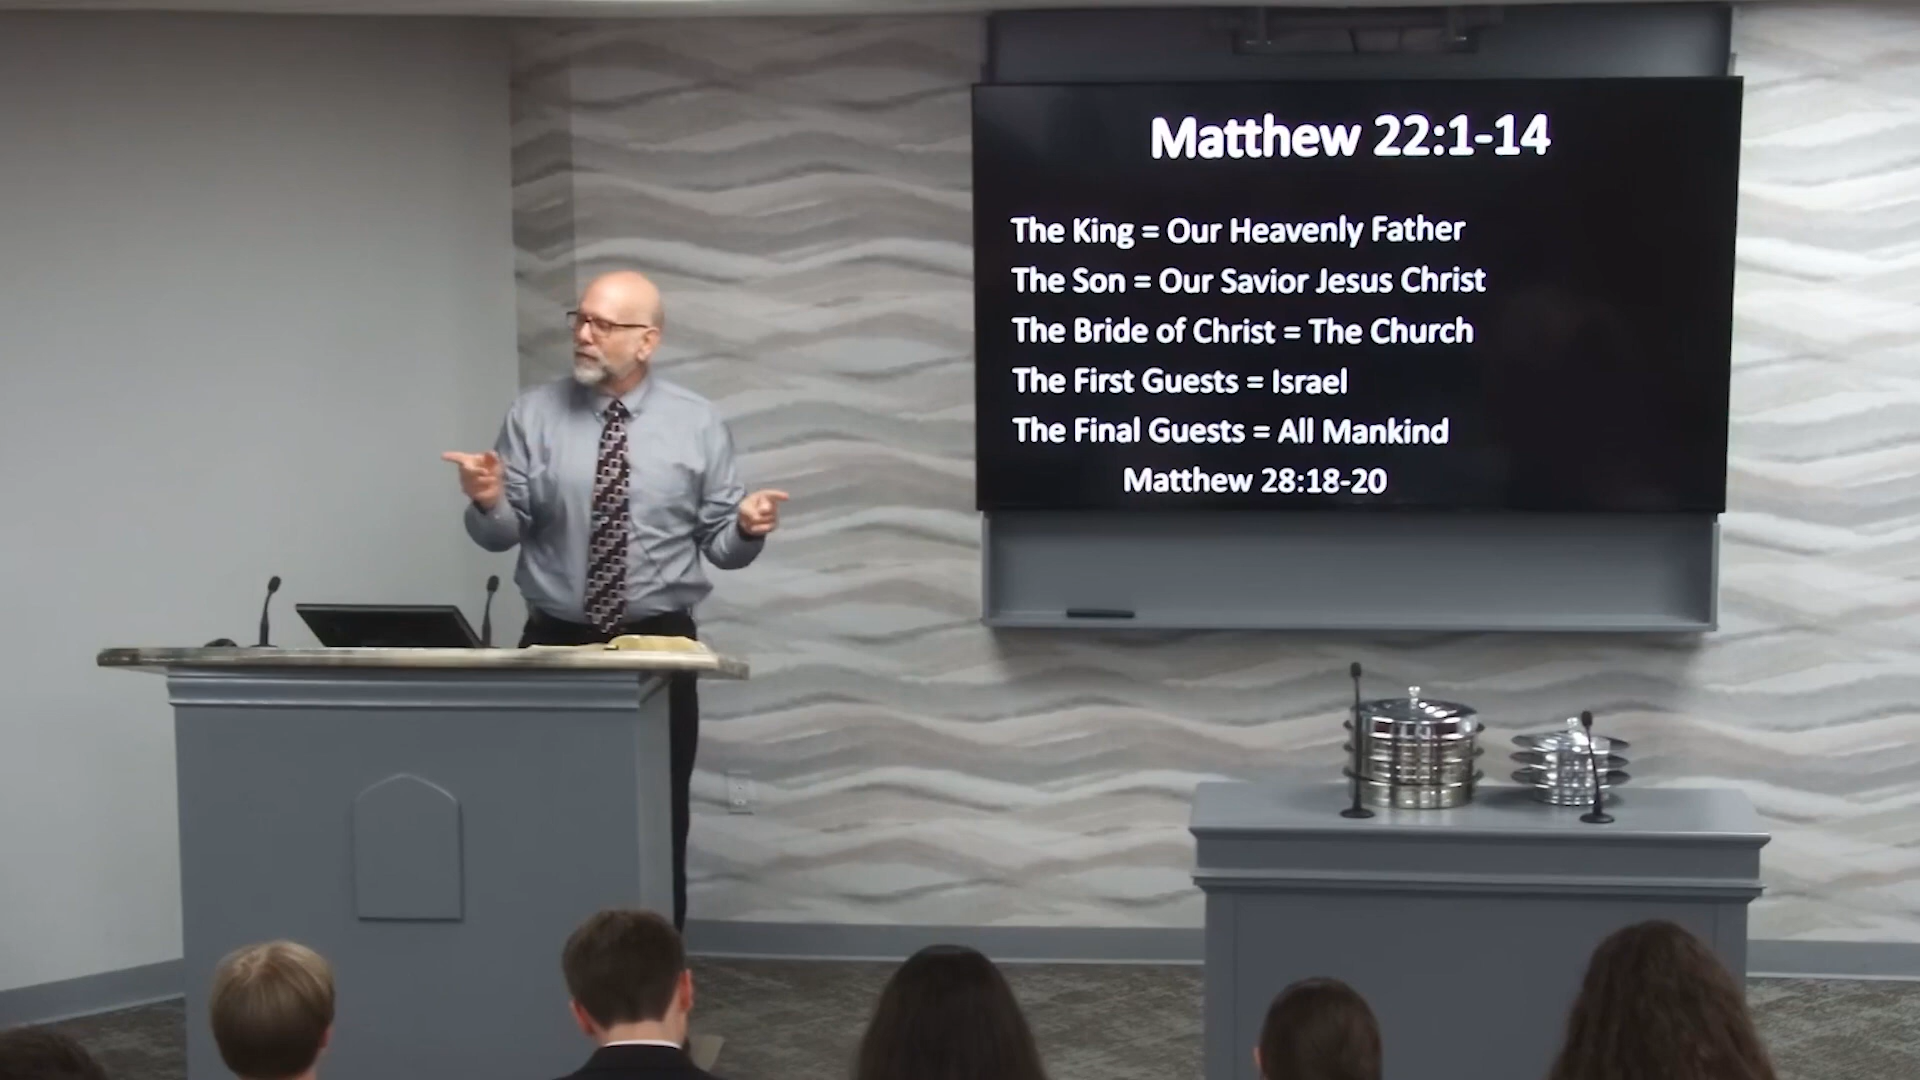 Matthew 22:1-14
The King = Our Heavenly Father
The Son = Our Savior Jesus Christ
The Bride of Christ = The Church
The First Guests = Israel
The Final Guests = All Mankind
Matthew 28:18-20